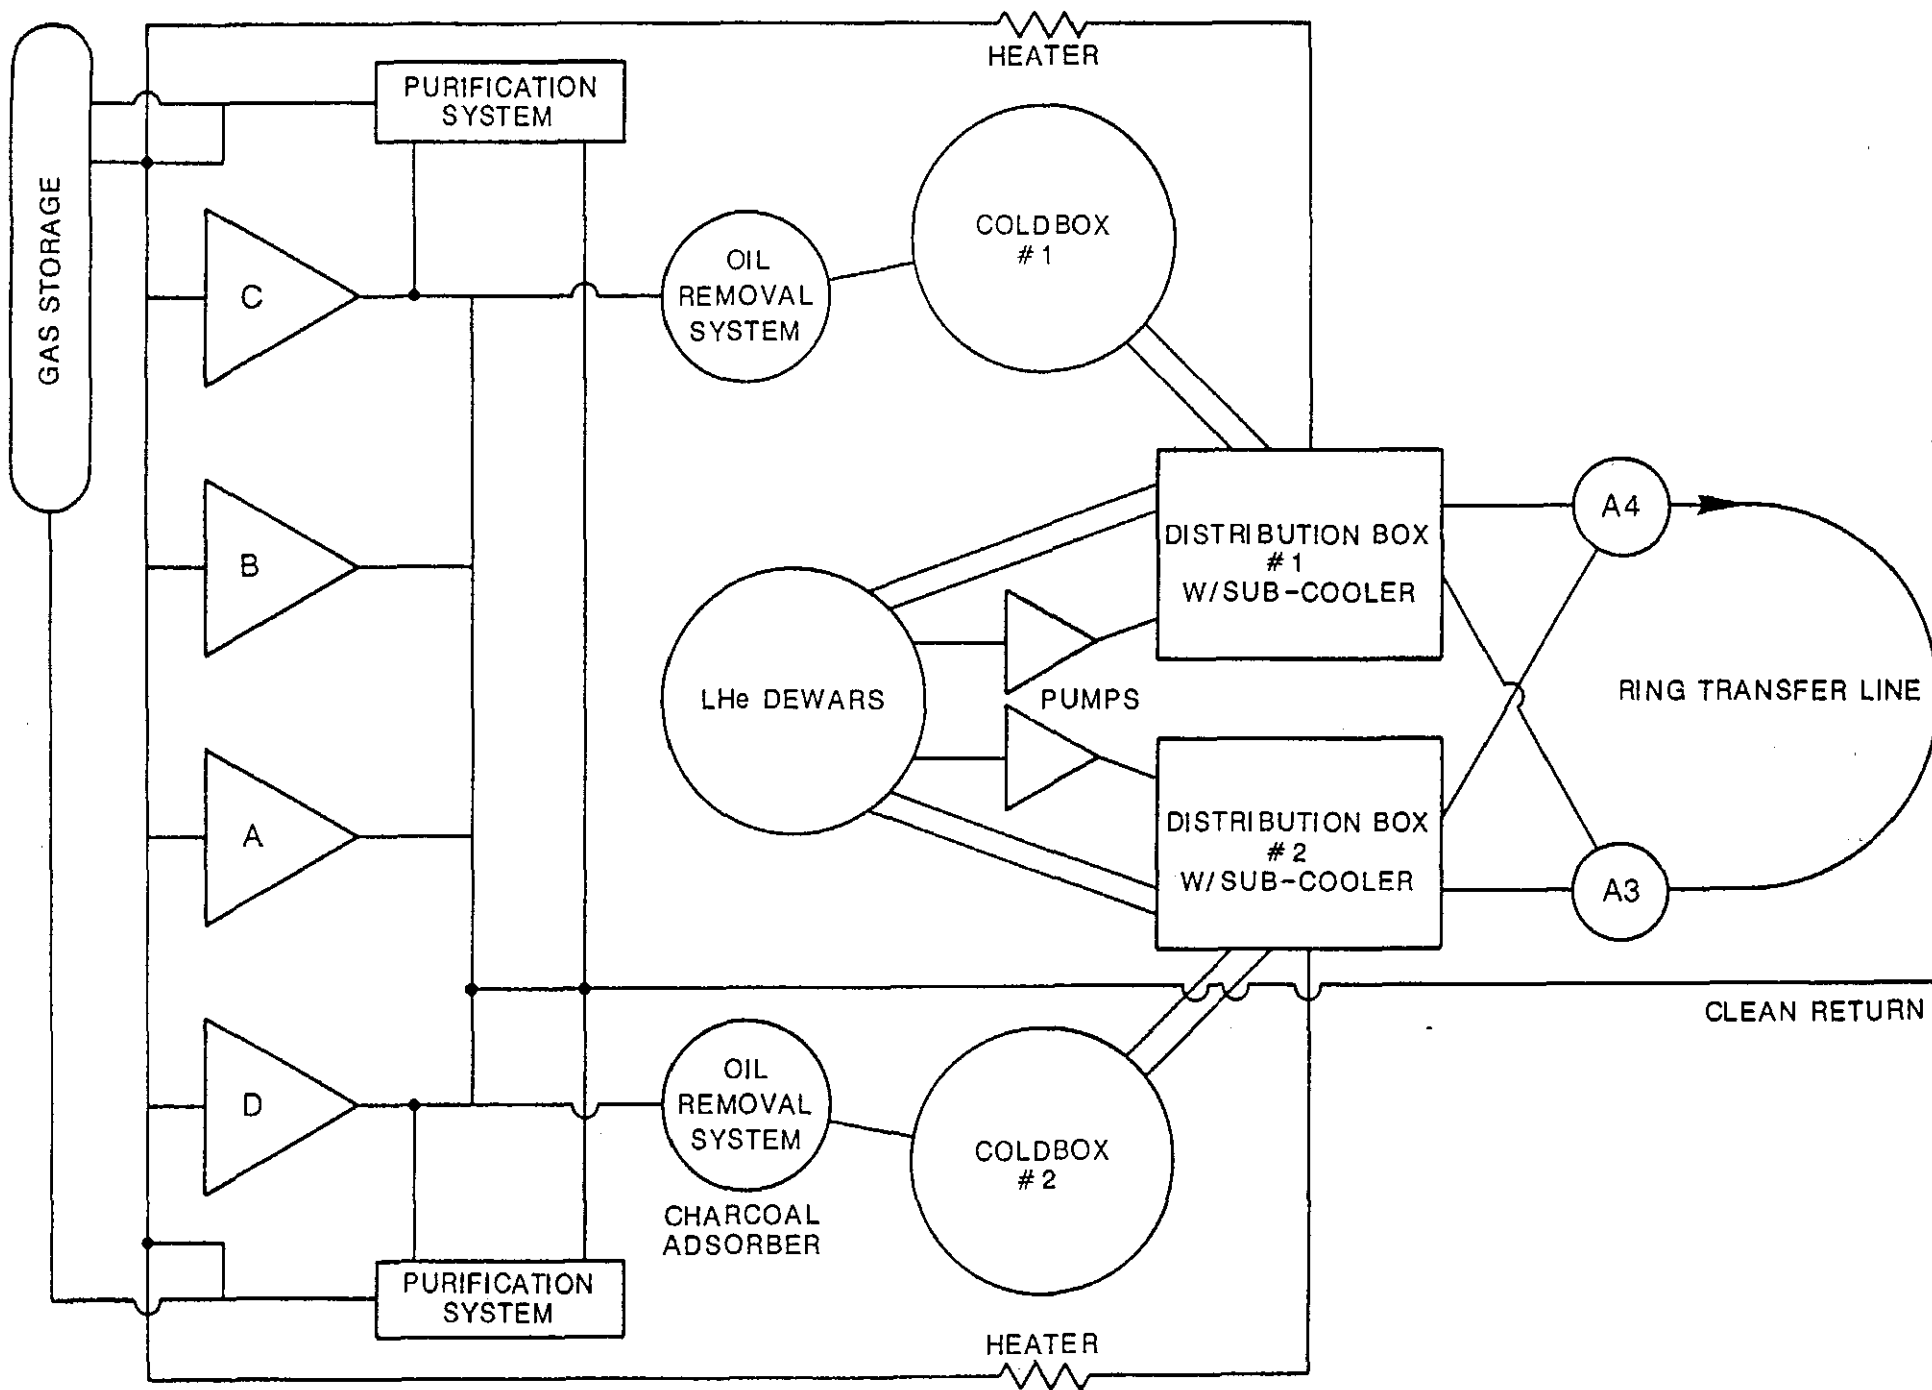 HEATER
PURIFICATION
SYSTEM
GAS STORAGE
COLDBOX
#1
C
OIL
REMOVAL
SYSTEM
B
DISTRIBUTION BOX
#1
W/SUB-COOLER
A4
LHe DEWARS
PUMPS
RING TRANSFER LINE
A
DISTRIBUTION BOX
#2
W/SUB-COOLER
A3
CLEAN RETURN
D
OIL
REMOVAL
SYSTEM
COLDBOX
#2
CHARCOAL
ADSORBER
PURIFICATION
SYSTEM
HEATER